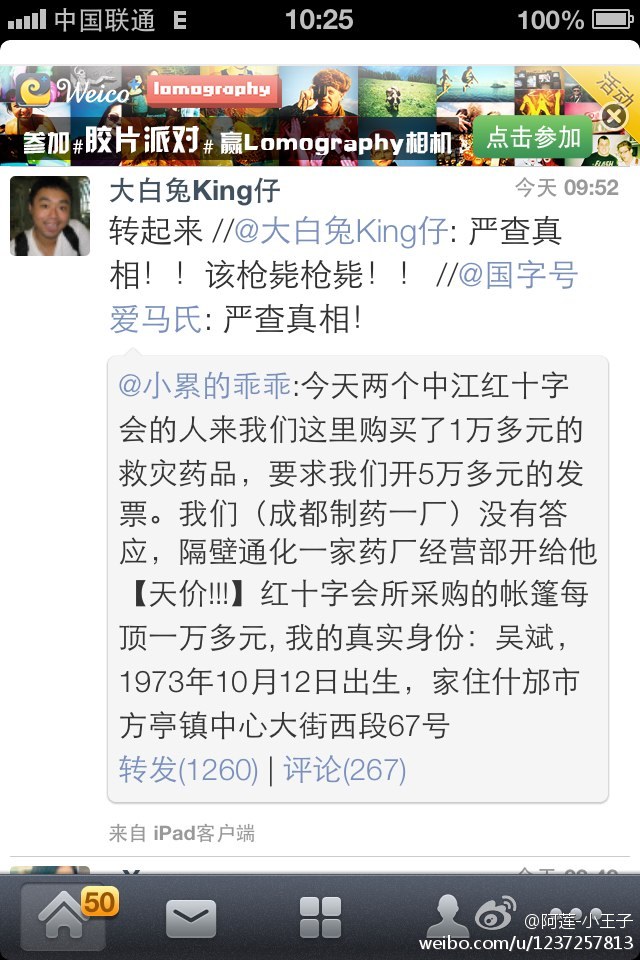 中国联通 E 10:25 100%
Weico lomography 活动
参加#胶片派对# 赢Lomography相机 点击参加
大白兔King仔 今天 09:52
转起来 //@大白兔King仔: 严查真
相！！该枪毙枪毙！！ //@国字号
爱马氏: 严查真相！
@小累的乖乖:今天两个中江红十字
会的人来我们这里购买了1万多元的
救灾药品，要求我们开5万多元的发
票。我们（成都制药一厂）没有答
应，隔壁通化一家药厂经营部开给他
【天价!!!】红十字会所采购的帐篷每
顶一万多元, 我的真实身份：吴斌，
1973年10月12日出生，家住什邡市
方亭镇中心大街西段67号
转发(1260) | 评论(267)
来自 iPad客户端
50
@阿莲-小王子
weibo.com/u/1237257813